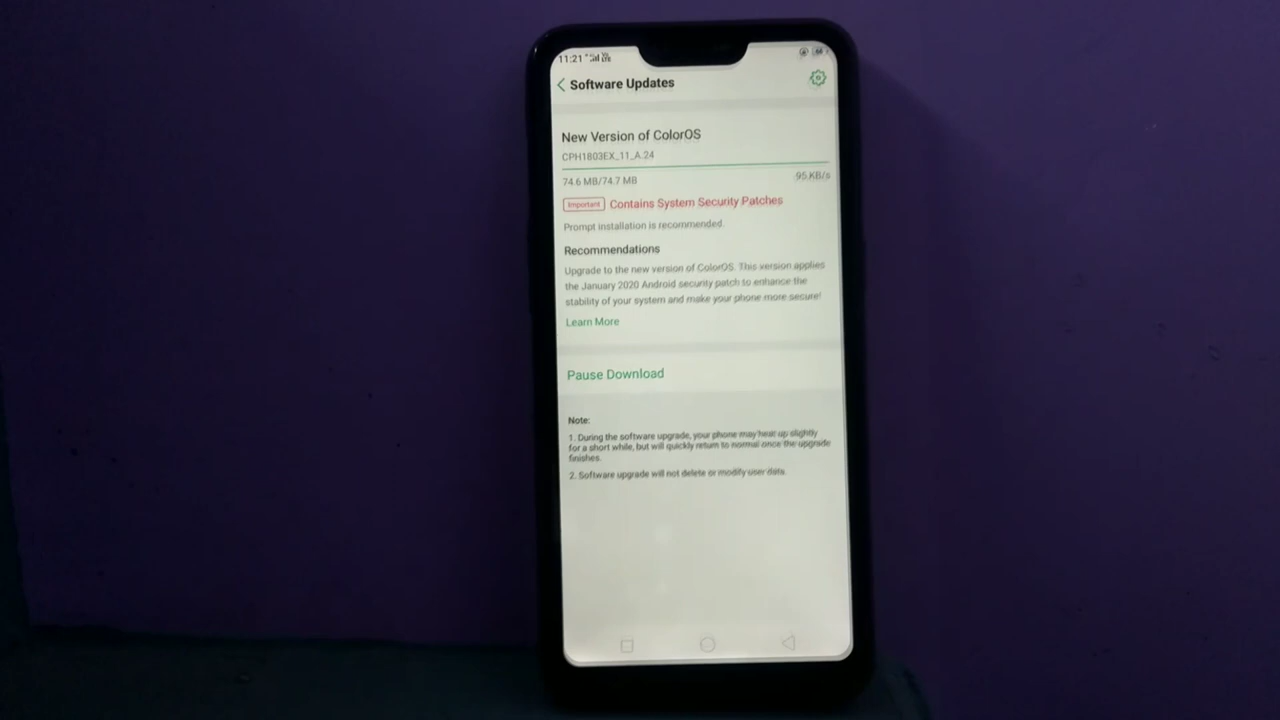 11:21
Software Updates
New Version of ColorOS
CPH1803EX_11_A.24
74.6 MB/74.7 MB 95 KB/s
Important Contains System Security Patches
Prompt installation is recommended.
Recommendations
Upgrade to the new version of ColorOS. This version applies
the January 2020 Android security patch to enhance the
stability of your system and make your phone more secure!
Learn More
Pause Download
Note:
1. During the software upgrade, your phone may heat up slightly
for a short while, but will quickly return to normal once the upgrade
finishes.
2. Software upgrade will not delete or modify user data.